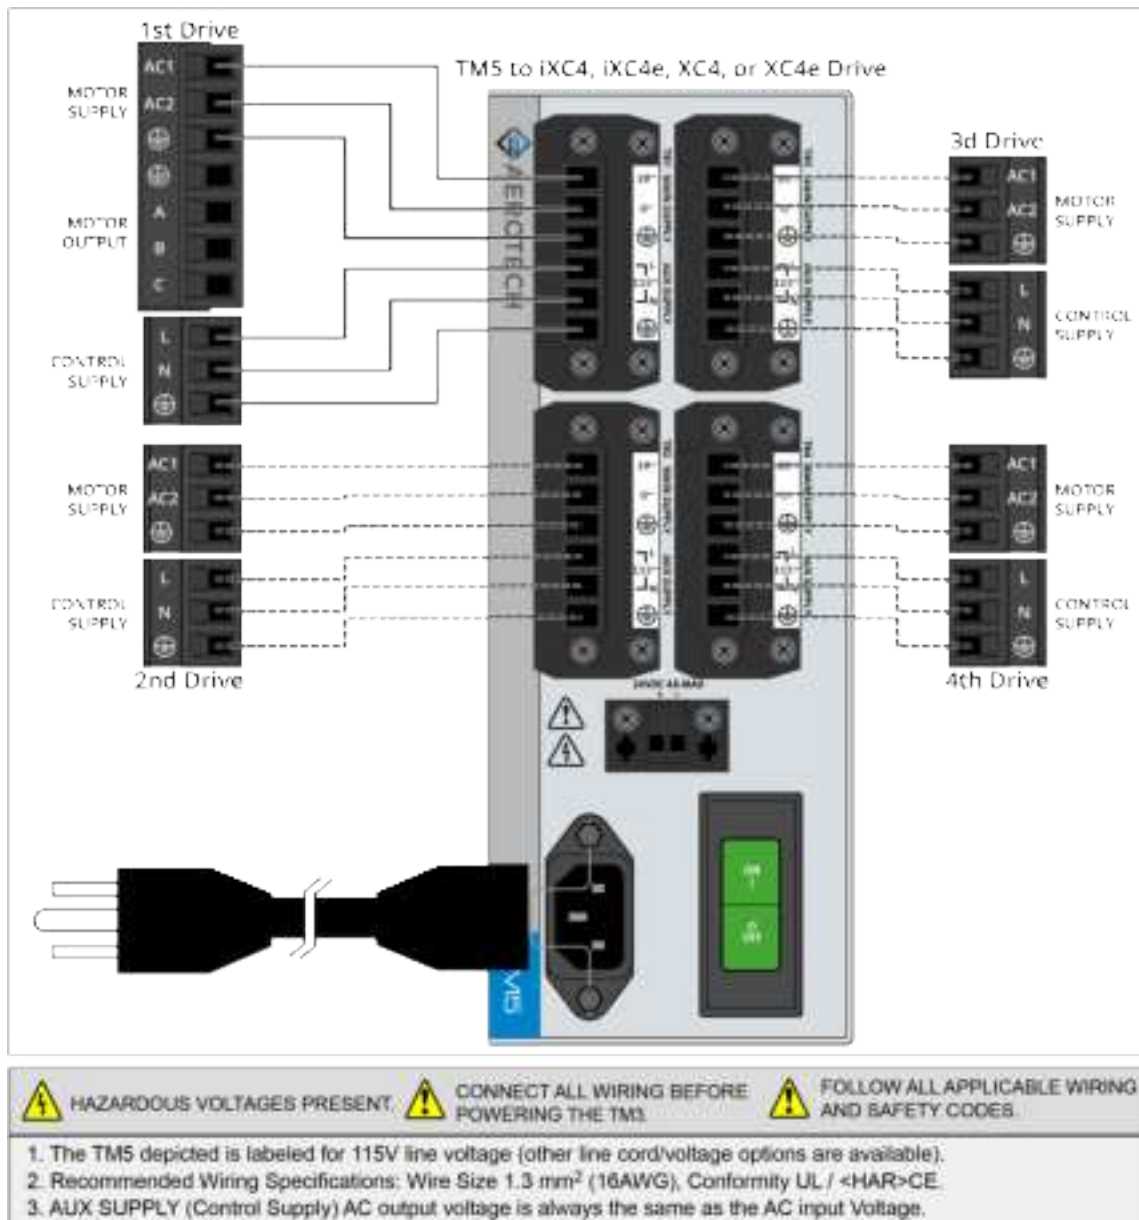 1st Drive
TM5 to iXC4, iXC4e, XC4, or XC4e Drive
AC1
AC2
MOTOR
SUPPLY
A
B
C
MOTOR
OUTPUT
L
N
CONTROL
SUPPLY
AC1
AC2
MOTOR
SUPPLY
L
N
CONTROL
SUPPLY
2nd Drive
3d Drive
AC1
AC2
MOTOR
SUPPLY
L
N
CONTROL
SUPPLY
AC1
AC2
MOTOR
SUPPLY
L
N
CONTROL
SUPPLY
4th Drive
AEROTECH
ON
I
O
OFF
M5
HAZARDOUS VOLTAGES PRESENT.
CONNECT ALL WIRING BEFORE
POWERING THE TM3.
FOLLOW ALL APPLICABLE WIRING
AND SAFETY CODES.
1. The TM5 depicted is labeled for 115V line voltage (other line cord/voltage options are available).
2. Recommended Wiring Specifications: Wire Size 1.3 mm² (16AWG), Conformity UL / <HAR>CE.
3. AUX SUPPLY (Control Supply) AC output voltage is always the same as the AC input Voltage.